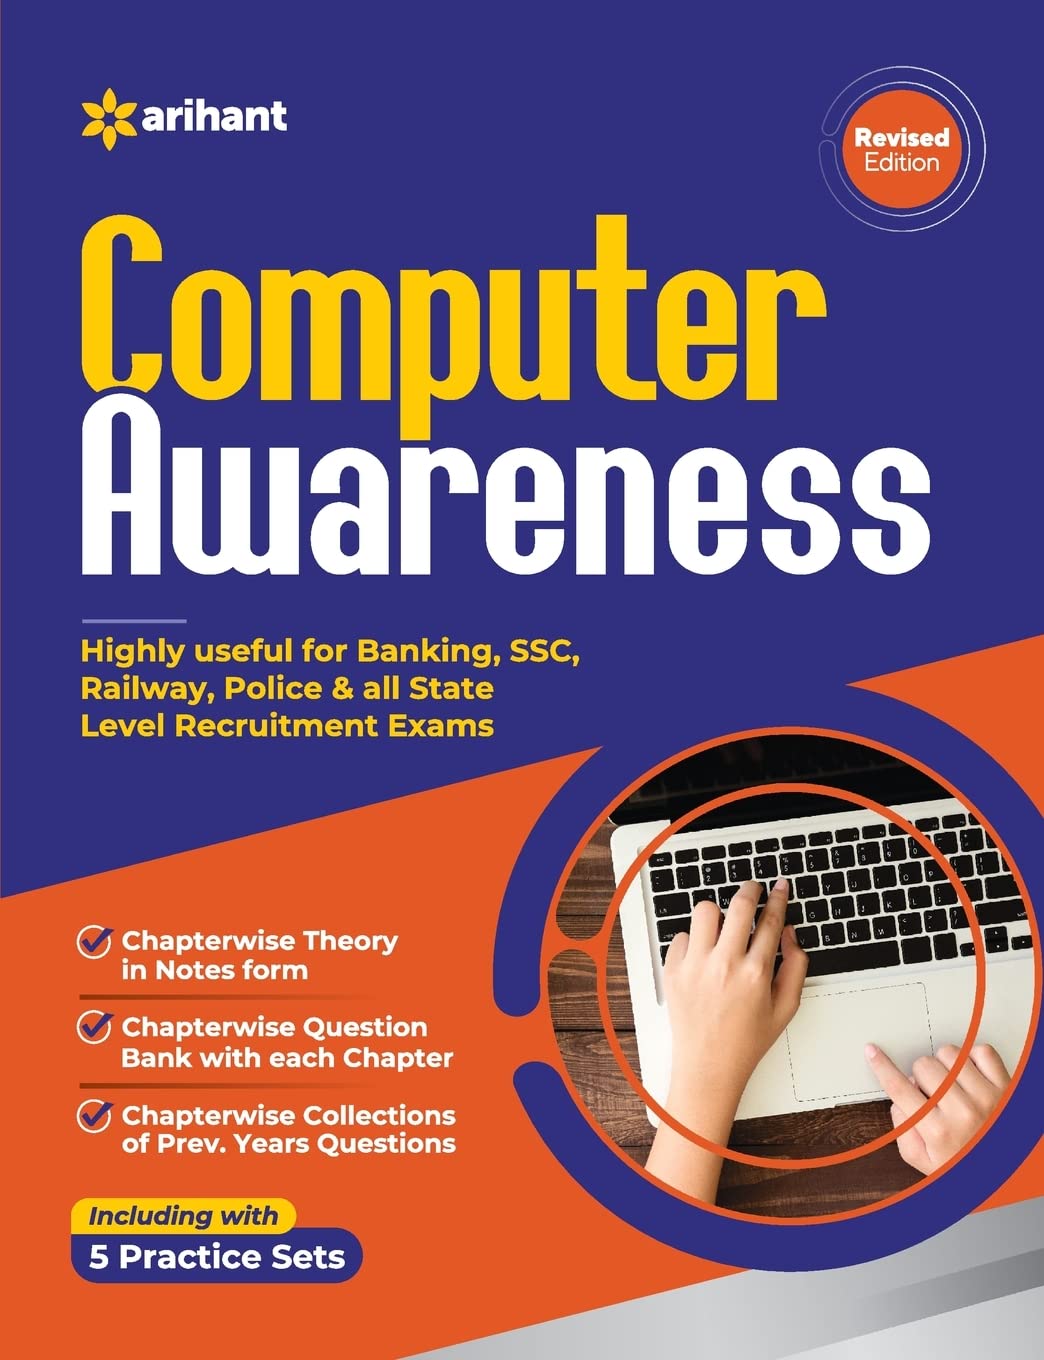 arihant
Revised
Edition
Computer
Awareness
Highly useful for Banking, SSC,
Railway, Police & all State
Level Recruitment Exams
Chapterwise Theory
in Notes form
Chapterwise Question
Bank with each Chapter
Chapterwise Collections
of Prev. Years Questions
Including with
5 Practice Sets